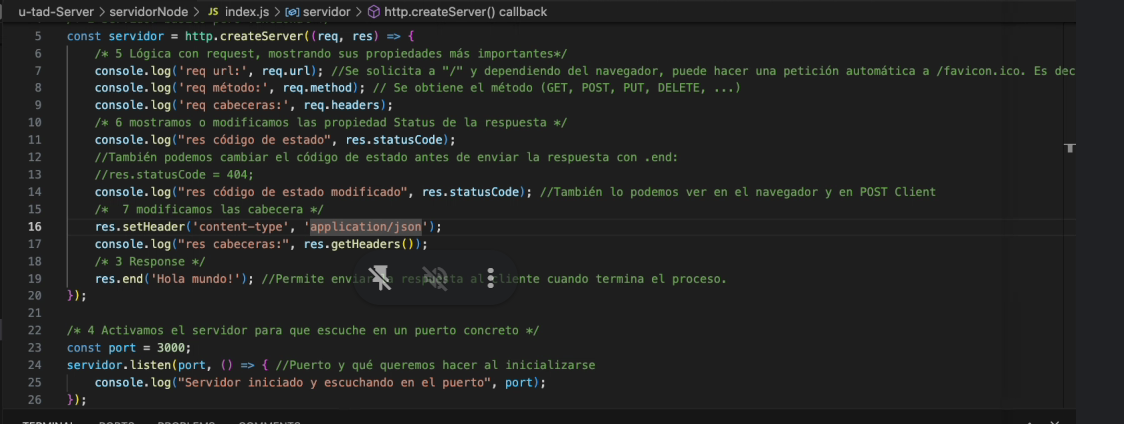 u-tad-Server > servidorNode > JS index.js > servidor > http.createServer() callback
5 const servidor = http.createServer((req, res) => {
6 /* 5 Lógica con request, mostrando sus propiedades más importantes*/
7 console.log('req url:', req.url); //Se solicita a "/" y dependiendo del navegador, puede hacer una petición automática a /favicon.ico. Es dec
8 console.log('req método:', req.method); // Se obtiene el método (GET, POST, PUT, DELETE, ...)
9 console.log('req cabeceras:', req.headers);
10 /* 6 mostramos o modificamos las propiedad Status de la respuesta */
11 console.log("res código de estado", res.statusCode);
12 //También podemos cambiar el código de estado antes de enviar la respuesta con .end:
13 //res.statusCode = 404;
14 console.log("res código de estado modificado", res.statusCode); //También lo podemos ver en el navegador y en POST Client
15 /*  7 modificamos las cabecera */
16 res.setHeader('content-type', 'application/json');
17 console.log("res cabeceras:", res.getHeaders());
18 /* 3 Response */
19 res.end('Hola mundo!'); //Permite enviar respuesta al cliente cuando termina el proceso.
20 });
21
22 /* 4 Activamos el servidor para que escuche en un puerto concreto */
23 const port = 3000;
24 servidor.listen(port, () => { //Puerto y qué queremos hacer al inicializarse
25 console.log("Servidor iniciado y escuchando en el puerto", port);
26 });
TERMINAL PORTS PROBLEMS COMMENTS